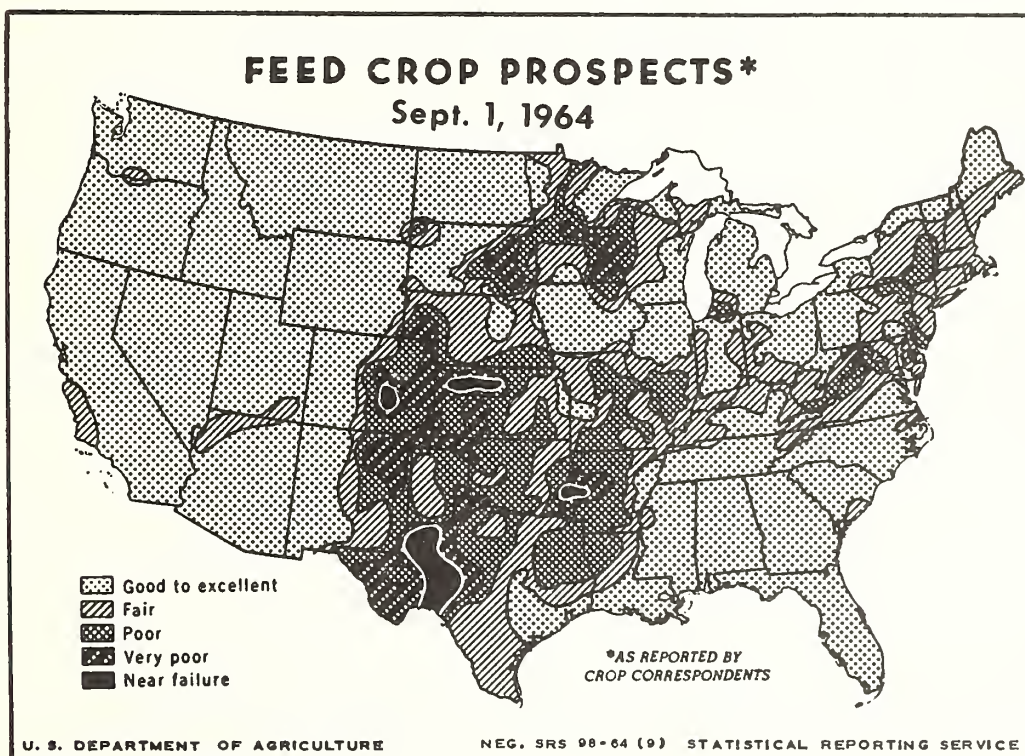 FEED CROP PROSPECTS*
Sept. 1, 1964
Good to excellent
Fair
Poor
Very poor
Near failure
*AS REPORTED BY
CROP CORRESPONDENTS
U. S. DEPARTMENT OF AGRICULTURE
NEG. SRS 98-64 (9) STATISTICAL REPORTING SERVICE